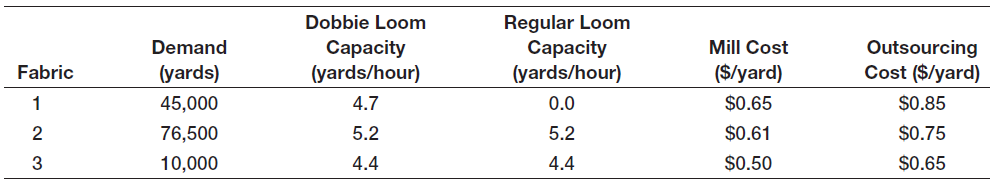 Dobbie Loom Regular Loom
Demand Capacity Capacity Mill Cost Outsourcing
Fabric (yards) (yards/hour) (yards/hour) ($/yard) Cost ($/yard)
1 45,000 4.7 0.0 $0.65 $0.85
2 76,500 5.2 5.2 $0.61 $0.75
3 10,000 4.4 4.4 $0.50 $0.65